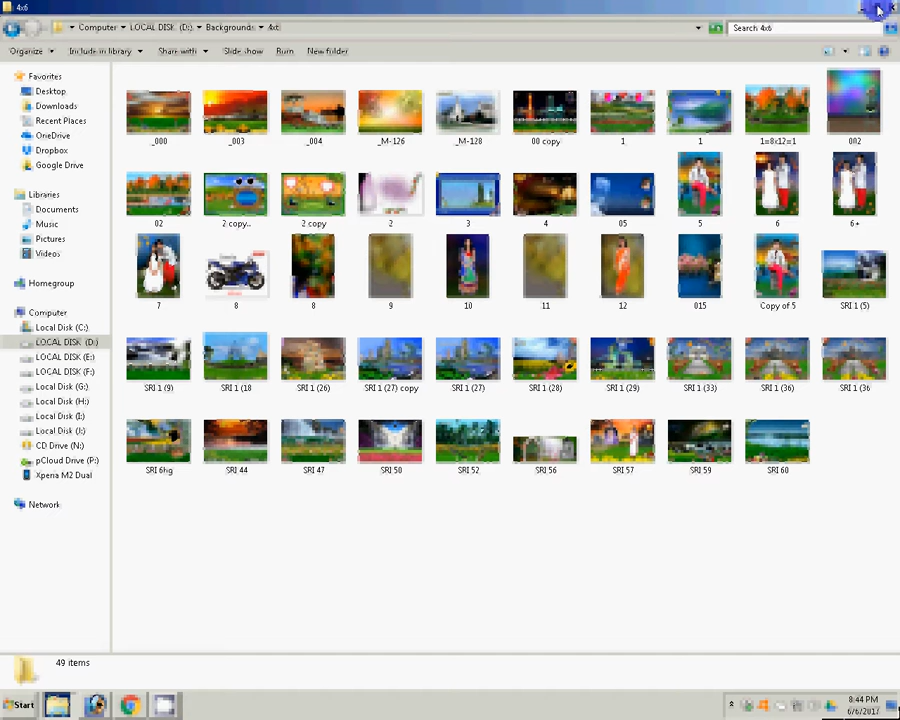 4x6
Computer LOCAL DISK (D:) Backgrounds 4x6
Search 4x6
Organize Include in library Share with Slide show Burn New folder
Favorites
Desktop
Downloads
Recent Places
OneDrive
Dropbox
Google Drive
Libraries
Documents
Music
Pictures
Videos
Homegroup
Computer
Local Disk (C:)
LOCAL DISK (D:)
LOCAL DISK (E:)
LOCAL DISK (F:)
Local Disk (G:)
Local Disk (H:)
Local Disk (I:)
Local Disk (J:)
CD Drive (N:)
pCloud Drive (P:)
Xperia M2 Dual
Network
_000 _003 _004 _M-126 _M-128 00 copy 1 1 1=8x12=1 002
02 2 copy.. 2 copy 2 3 4 05 5 6 6+
7 8 8 9 10 11 12 015 Copy of 5 SRI 1 (5)
SRI 1 (9) SRI 1 (18 SRI 1 (26) SRI 1 (27) copy SRI 1 (27) SRI 1 (28) SRI 1 (29) SRI 1 (33) SRI 1 (36) SRI 1 (36
SRI 6hg SRI 44 SRI 47 SRI 50 SRI 52 SRI 56 SRI 57 SRI 59 SRI 60
49 items
Start
8:44 PM
6/6/2017